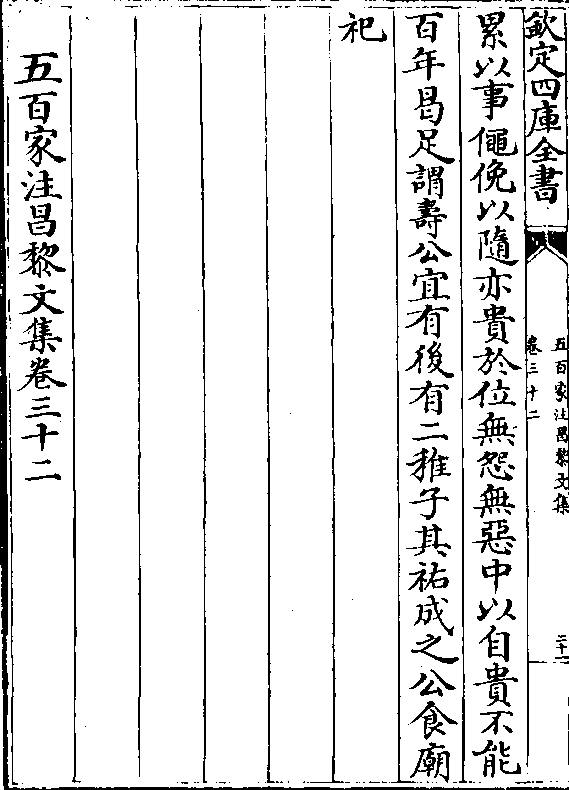 欽定四庫全書
五百家注昌黎文集
卷三十二
累以事僶俛以隨亦貴於位無怨無惡中以自貴不能
百年曷足謂壽公宜有後有二稚子其祐成之公食廟
祀
五百家注昌黎文集卷三十二